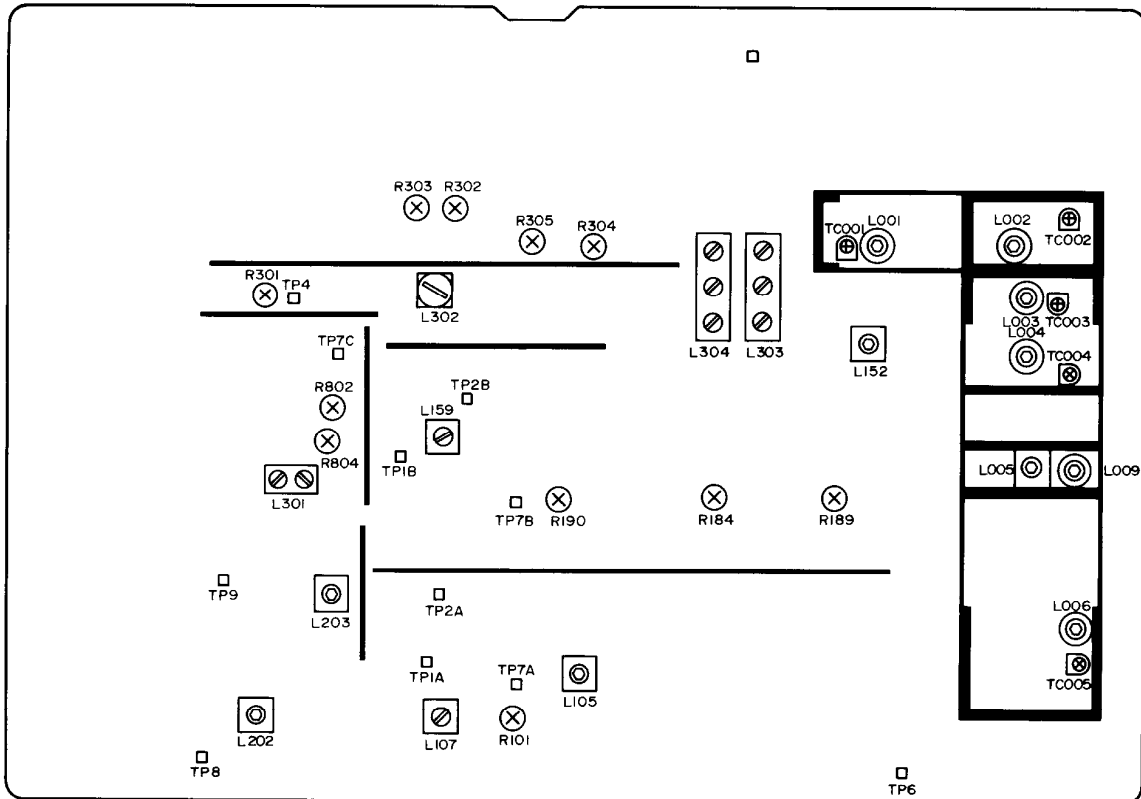 R303 R302
R305 R304
L001
L002
TC001
TC002
R301
TP4
L302
L003 TC003
L004
L304 L303
TP7C
TC004
L152
R802
TP2B
L159
R804
TP1B
L301
L005
L009
TP7B
R190
R184
R189
TP9
L203
TP2A
L006
TP1A
TP7A
TC005
L105
L202
L107
R101
TP8
TP6